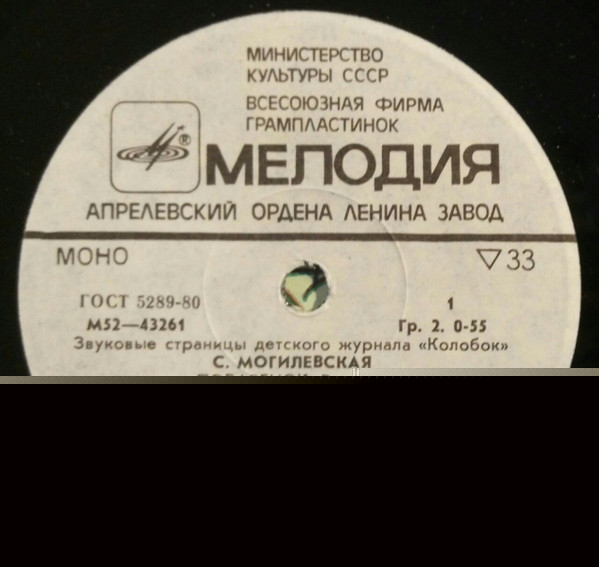 МИНИСТЕРСТВО
КУЛЬТУРЫ СССР
ВСЕСОЮЗНАЯ ФИРМА
ГРАМПЛАСТИНОК
®
МЕЛОДИЯ
АПРЕЛЕВСКИЙ ОРДЕНА ЛЕНИНА ЗАВОД
МОНО ▽33
ГОСТ 5289-80 1
М52—43261 Гр. 2. 0-55
Звуковые страницы детского журнала «Колобок»
С. МОГИЛЕВСКАЯ